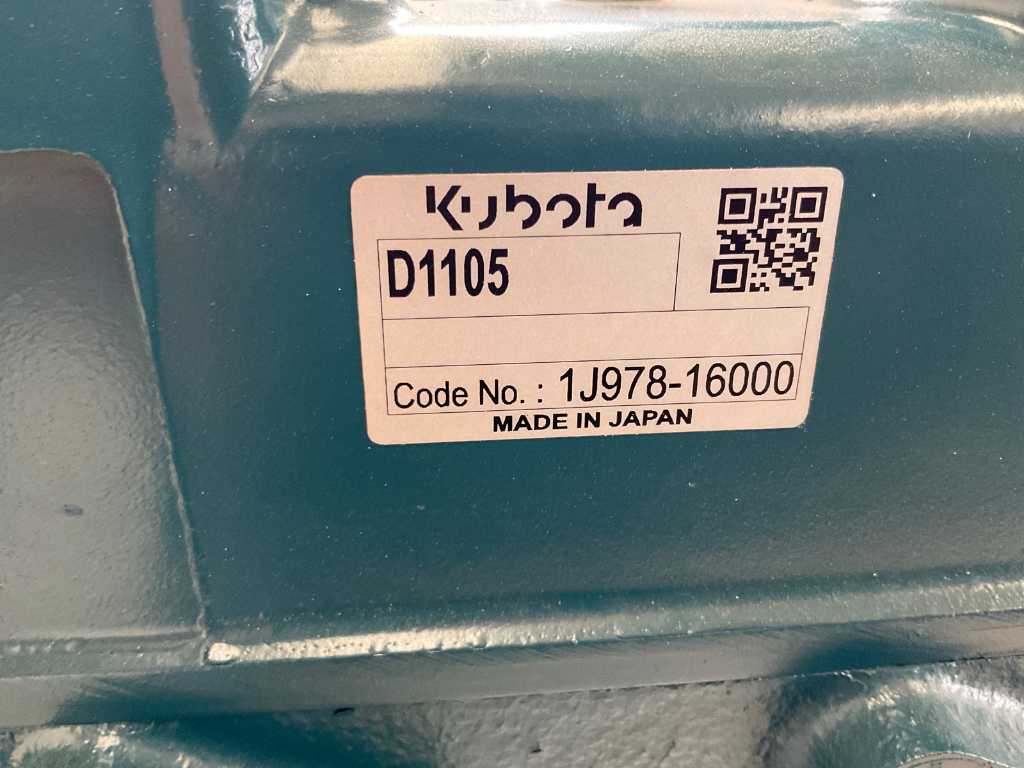 Kubota
D1105
Code No. : 1J978-16000
MADE IN JAPAN